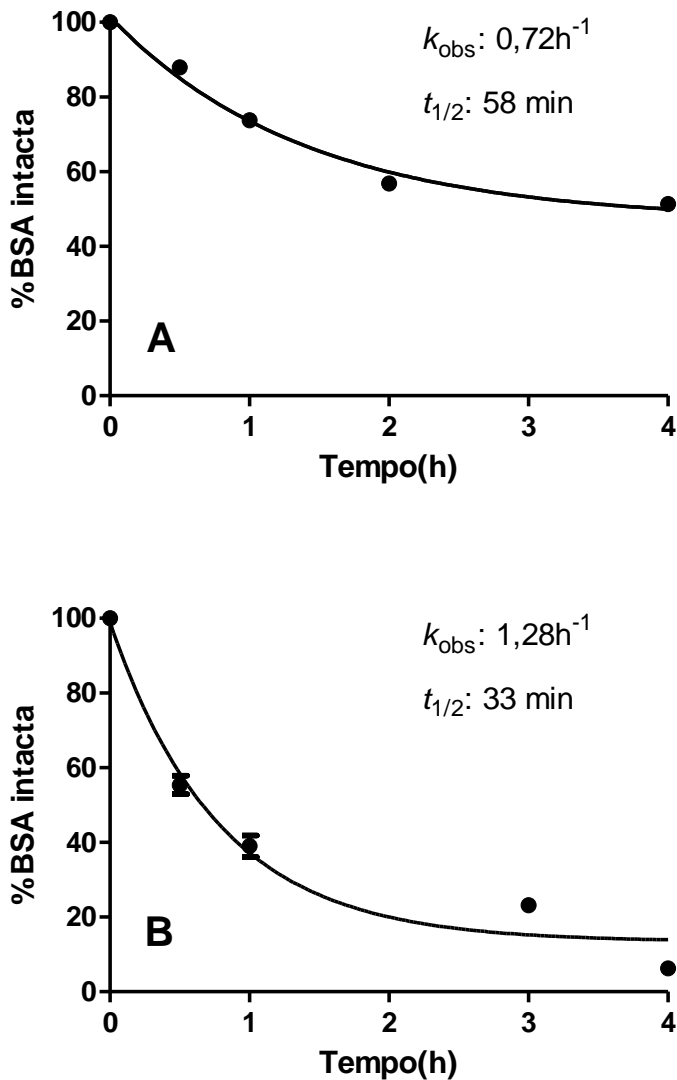 100
80
60
40
20
0
%BSA intacta
k_obs: 0,72h⁻¹
t_1/2: 58 min
A
0 1 2 3 4
Tempo(h)
100
80
60
40
20
0
%BSA intacta
k_obs: 1,28h⁻¹
t_1/2: 33 min
B
0 1 2 3 4
Tempo(h)